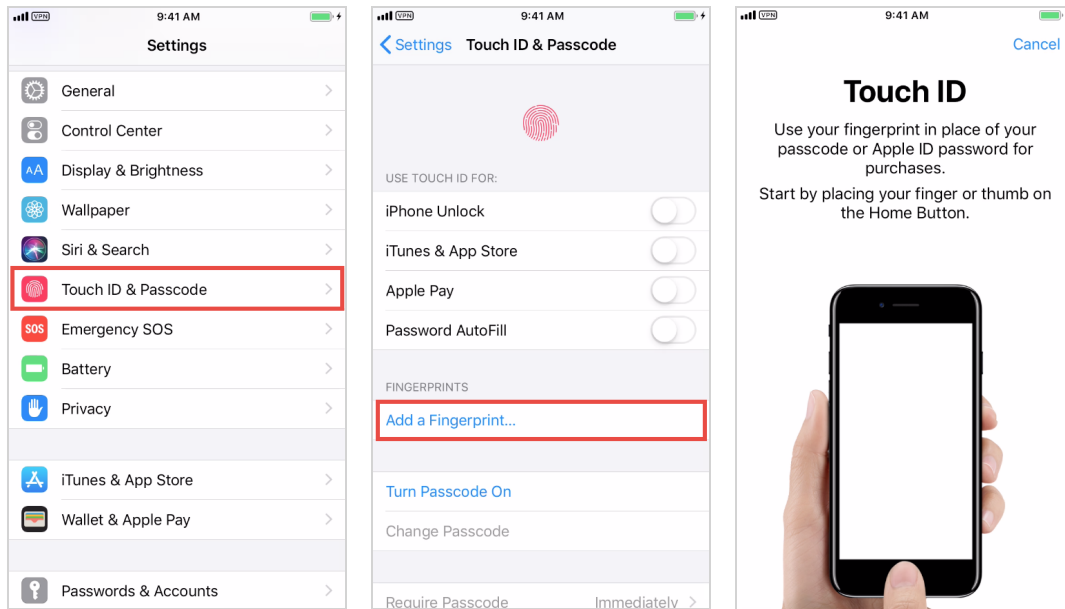 VPN 9:41 AM
Settings
General
Control Center
AA Display & Brightness
Wallpaper
Siri & Search
Touch ID & Passcode
SOS Emergency SOS
Battery
Privacy
iTunes & App Store
Wallet & Apple Pay
Passwords & Accounts
VPN 9:41 AM
Settings Touch ID & Passcode
USE TOUCH ID FOR:
iPhone Unlock
iTunes & App Store
Apple Pay
Password AutoFill
FINGERPRINTS
Add a Fingerprint...
Turn Passcode On
Change Passcode
Require Passcode Immediately
VPN 9:41 AM
Cancel
Touch ID
Use your fingerprint in place of your
passcode or Apple ID password for
purchases.
Start by placing your finger or thumb on
the Home Button.